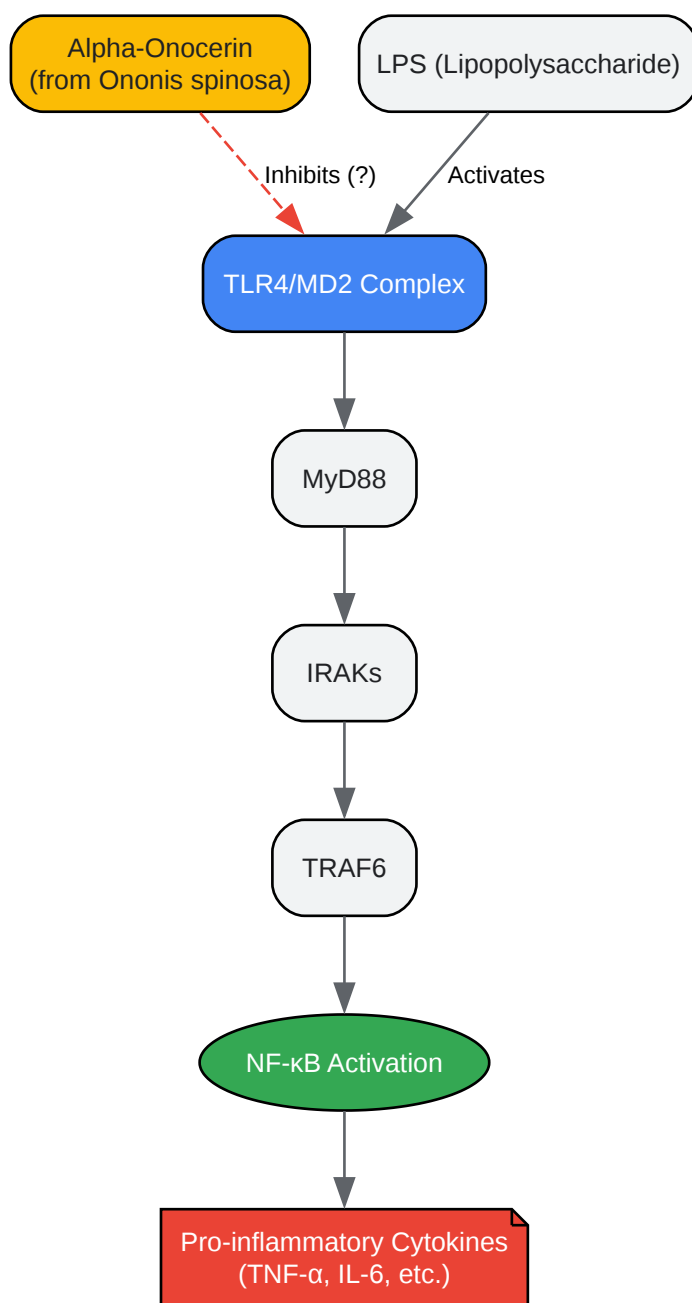 Alpha-Onocerin
(from Ononis spinosa)
LPS (Lipopolysaccharide)
Inhibits (?)
Activates
TLR4/MD2 Complex
MyD88
IRAKs
TRAF6
NF-κB Activation
Pro-inflammatory Cytokines
(TNF-α, IL-6, etc.)